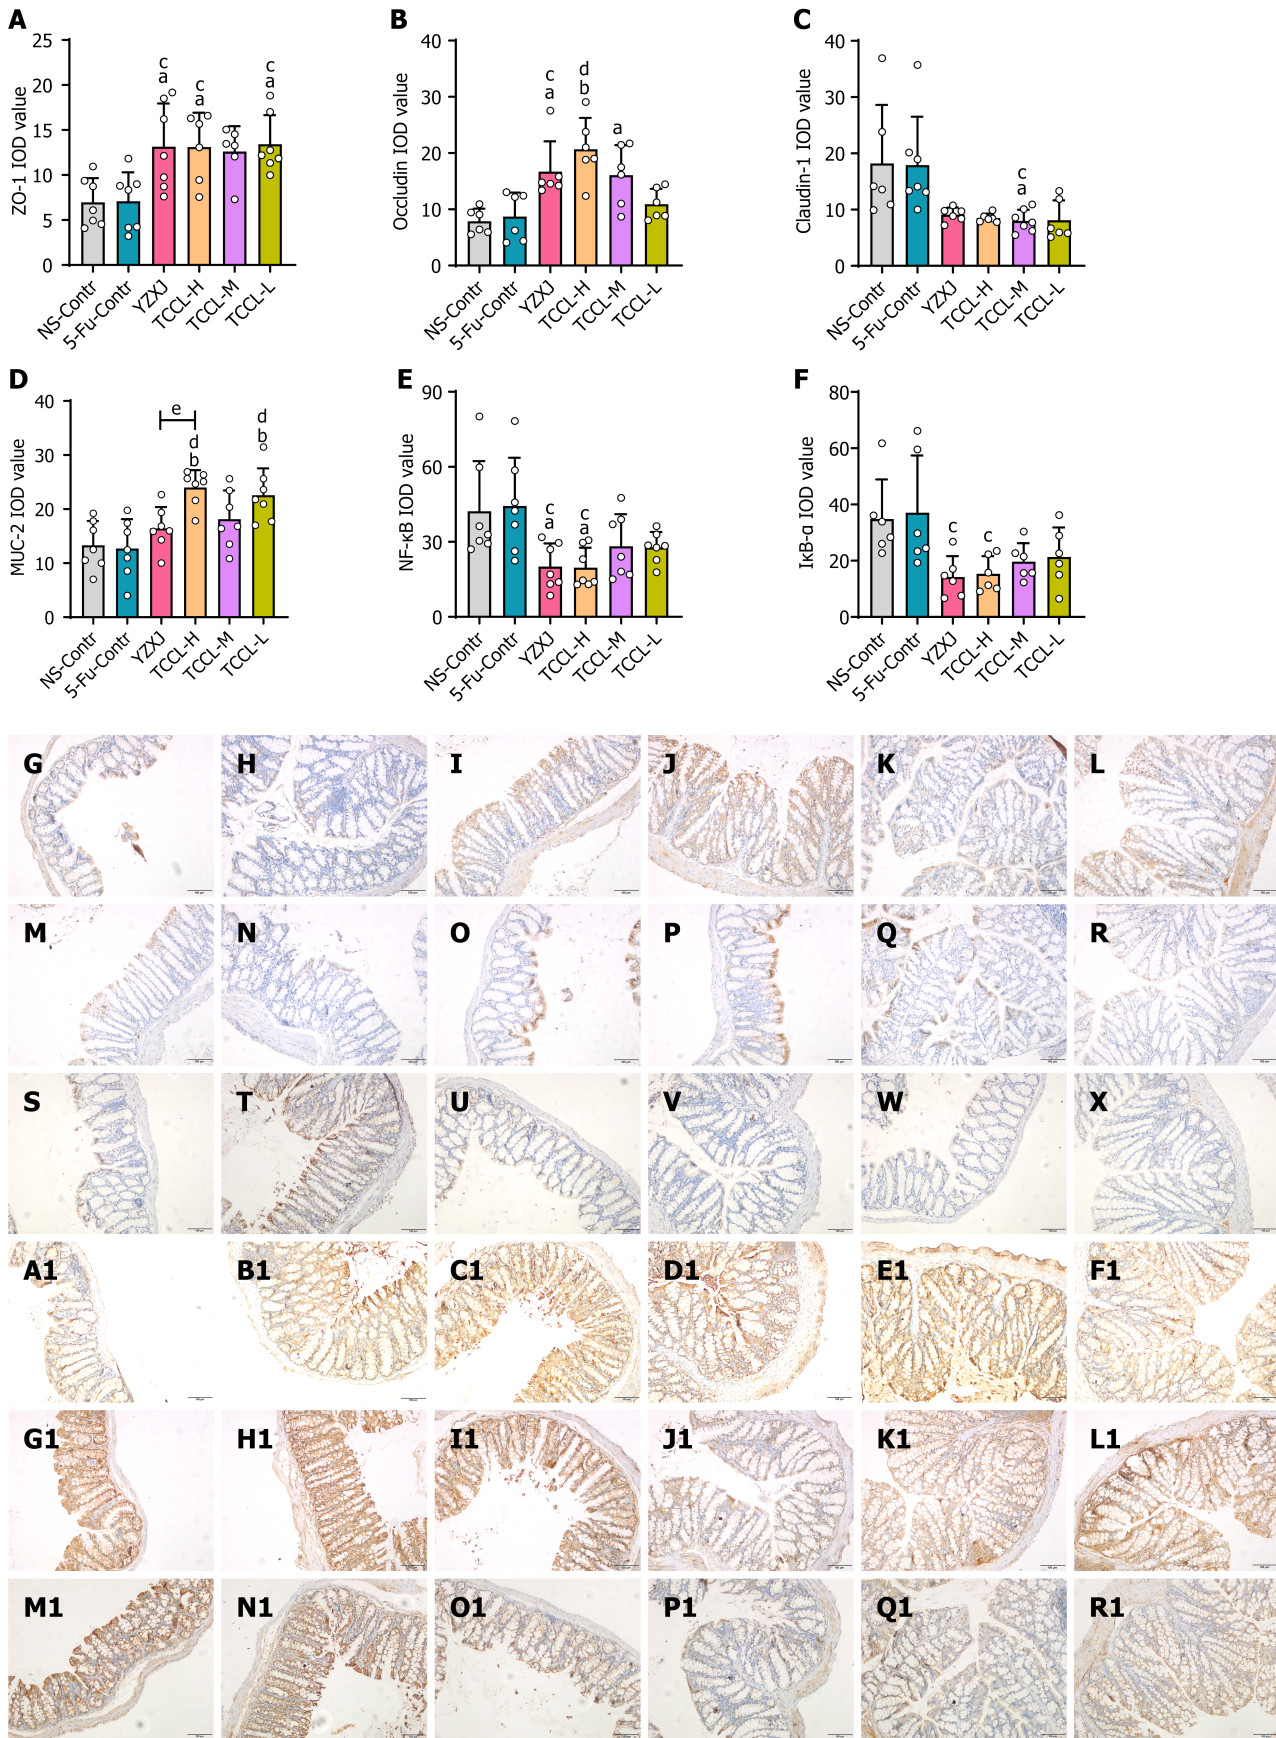 A
ZO-1 IOD value
25
20
15
10
5
0
c
a
c
a
c
a
NS-Contr
5-Fu-Contr
YZXJ
TCCL-H
TCCL-M
TCCL-L
B
Occludin IOD value
40
30
20
10
0
c
a
d
b
a
NS-Contr
5-Fu-Contr
YZXJ
TCCL-H
TCCL-M
TCCL-L
C
Claudin-1 IOD value
40
30
20
10
0
c
a
NS-Contr
5-Fu-Contr
YZXJ
TCCL-H
TCCL-M
TCCL-L
D
MUC-2 IOD value
40
30
20
10
0
e
d
b
d
b
NS-Contr
5-Fu-Contr
YZXJ
TCCL-H
TCCL-M
TCCL-L
E
NF-κB IOD value
90
60
30
0
c
a
c
a
NS-Contr
5-Fu-Contr
YZXJ
TCCL-H
TCCL-M
TCCL-L
F
IκB-α IOD value
80
60
40
20
0
c
c
NS-Contr
5-Fu-Contr
YZXJ
TCCL-H
TCCL-M
TCCL-L
G H I J K L
M N O P Q R
S T U V W X
A1 B1 C1 D1 E1 F1
G1 H1 I1 J1 K1 L1
M1 N1 O1 P1 Q1 R1